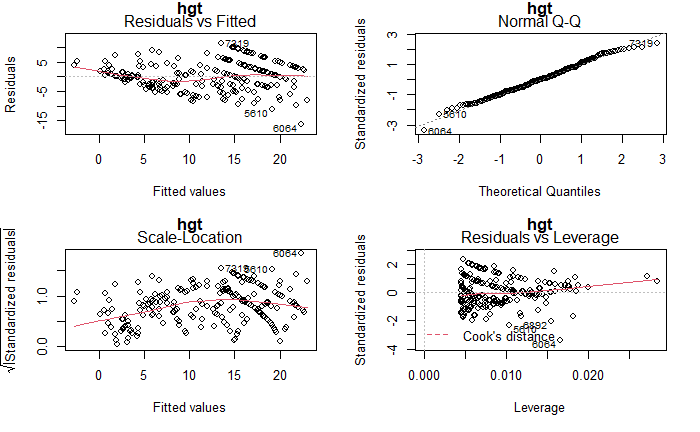 hgt
Residuals vs Fitted
Residuals
5
-5
-15
7319
5610
6064
0
5
10
15
20
Fitted values
hgt
Normal Q-Q
Standardized residuals
3
1
-1
-3
7319
5610
6064
-3
-2
-1
0
1
2
3
Theoretical Quantiles
hgt
Scale-Location
√|Standardized residuals|
1.0
0.0
6064
7319
5610
0
5
10
15
20
Fitted values
hgt
Residuals vs Leverage
Standardized residuals
2
0
-2
-4
6892
5610
6064
Cook's distance
0.000
0.010
0.020
Leverage